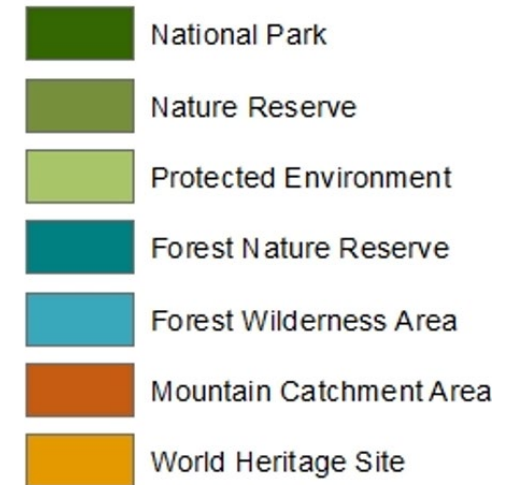 National Park
Nature Reserve
Protected Environment
Forest Nature Reserve
Forest Wilderness Area
Mountain Catchment Area
World Heritage Site